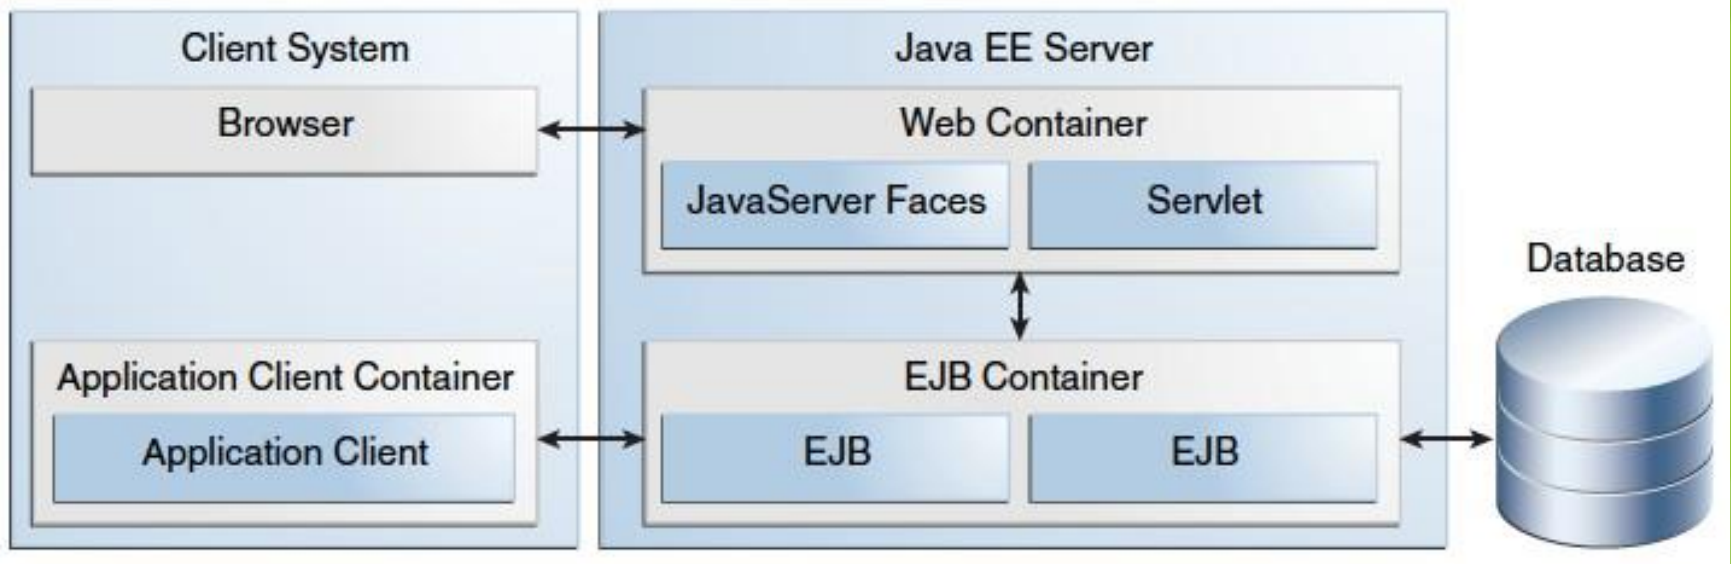 Client System
Browser
Application Client Container
Application Client
Java EE Server
Web Container
JavaServer Faces
Servlet
EJB Container
EJB
EJB
Database